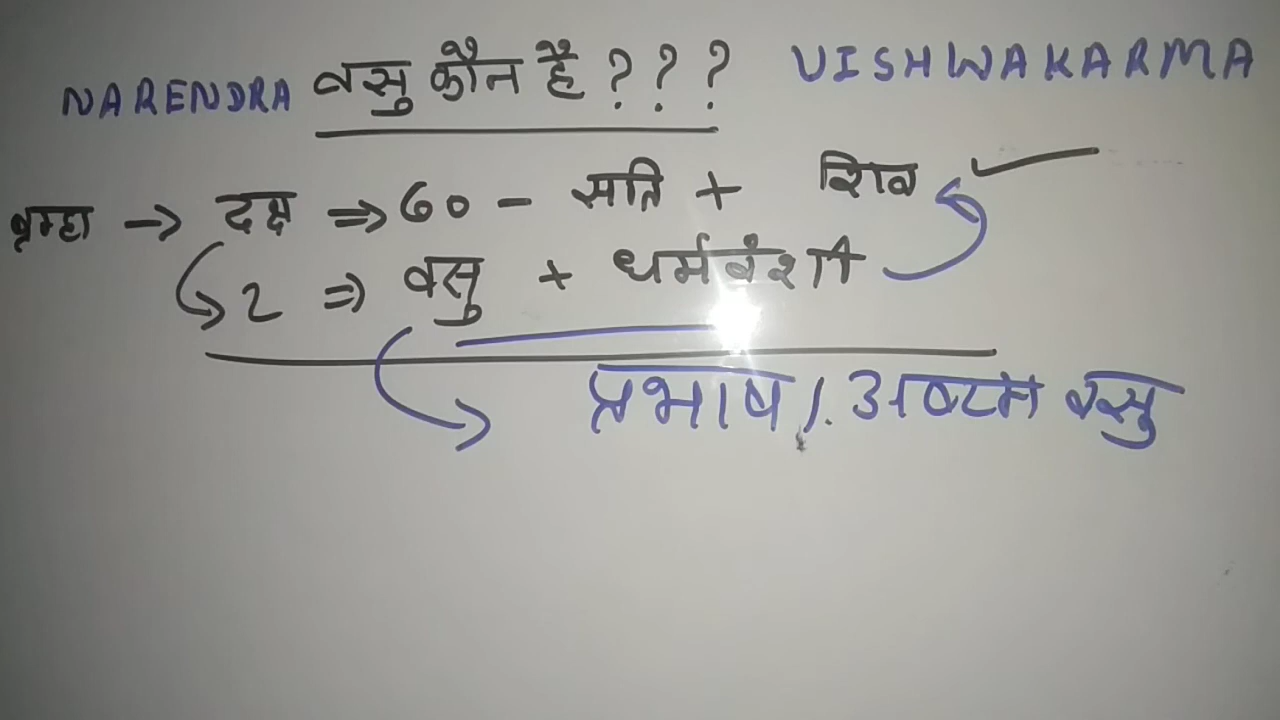 NARENDRA वसु कौन है ??? VISHWAKARMA
ब्रम्हा → दक्ष ⇒ 60 - सति + शिव
2 ⇒ वसु + धर्मवंशी
प्रभाष /. अष्टम वसु